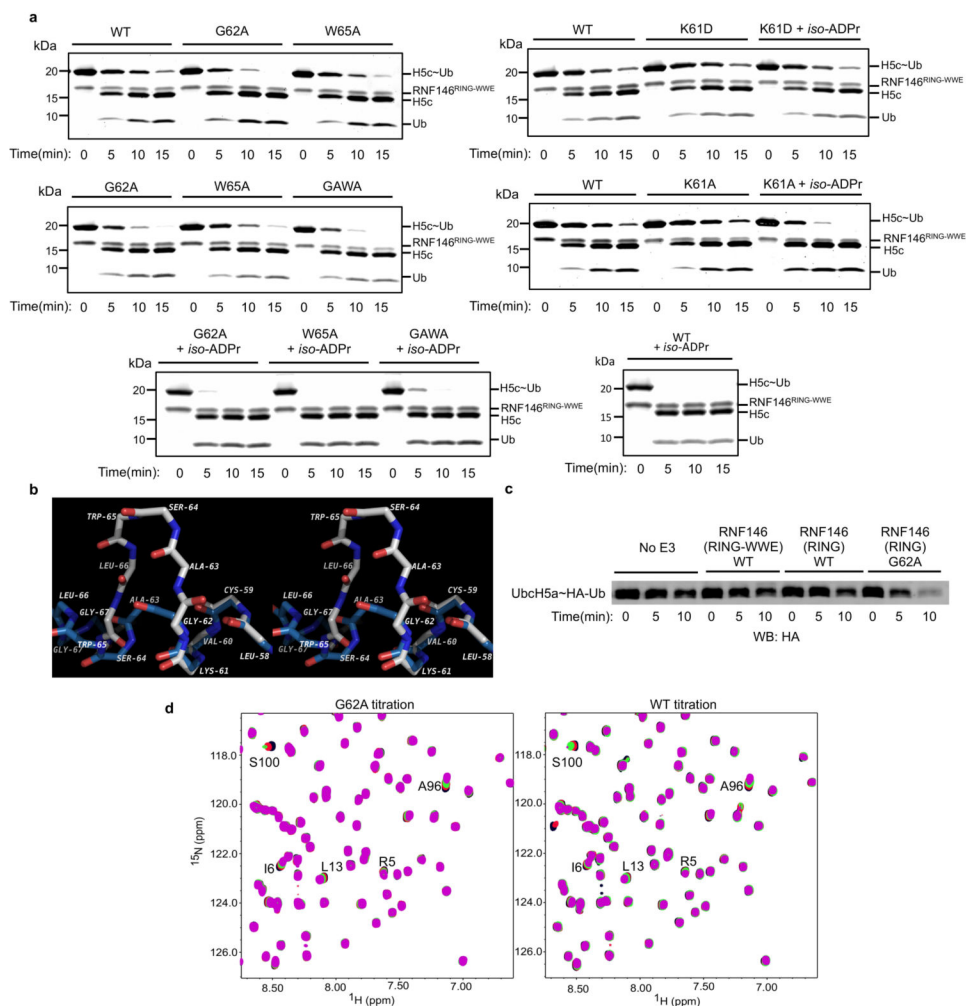 a
WT G62A W65A
kDa
20
15
10
H5c~Ub
RNF146RING-WWE
H5c
Ub
Time(min): 0 5 10 15 0 5 10 15 0 5 10 15
WT K61D K61D + iso-ADPr
kDa
20
15
10
H5c~Ub
RNF146RING-WWE
H5c
Ub
Time(min): 0 5 10 15 0 5 10 15 0 5 10 15
G62A W65A GAWA
kDa
20
15
10
H5c~Ub
RNF146RING-WWE
H5c
Ub
Time(min): 0 5 10 15 0 5 10 15 0 5 10 15
WT K61A K61A + iso-ADPr
kDa
20
15
10
H5c~Ub
RNF146RING-WWE
H5c
Ub
Time(min): 0 5 10 15 0 5 10 15 0 5 10 15
G62A + iso-ADPr
W65A + iso-ADPr
GAWA + iso-ADPr
kDa
20
15
10
H5c~Ub
RNF146RING-WWE
H5c
Ub
Time(min): 0 5 10 15 0 5 10 15 0 5 10 15
WT + iso-ADPr
kDa
20
15
10
H5c~Ub
RNF146RING-WWE
H5c
Ub
Time(min): 0 5 10 15
b
SER-64
TRP-65
LEU-66
ALA-63
CYS-59
LEU-66
ALA-63
GLY-67
GLY-62
GLY-67
TRP-65
VAL-60
SER-64
LEU-58
LYS-61
SER-64
TRP-65
LEU-66
ALA-63
CYS-59
LEU-66
ALA-63
GLY-67
GLY-62
GLY-67
TRP-65
VAL-60
SER-64
LEU-58
LYS-61
c
No E3
RNF146 (RING-WWE) WT
RNF146 (RING) WT
RNF146 (RING) G62A
UbcH5a~HA-Ub
Time(min): 0 5 10 0 5 10 0 5 10 0 5 10
WB: HA
d
G62A titration
118.0
120.0
122.0
124.0
126.0
15N (ppm)
S100
A96
I6
L13
R5
8.50 8.00 7.50 7.00
1H (ppm)
WT titration
118.0
120.0
122.0
124.0
126.0
S100
A96
I6
L13
R5
8.50 8.00 7.50 7.00
1H (ppm)